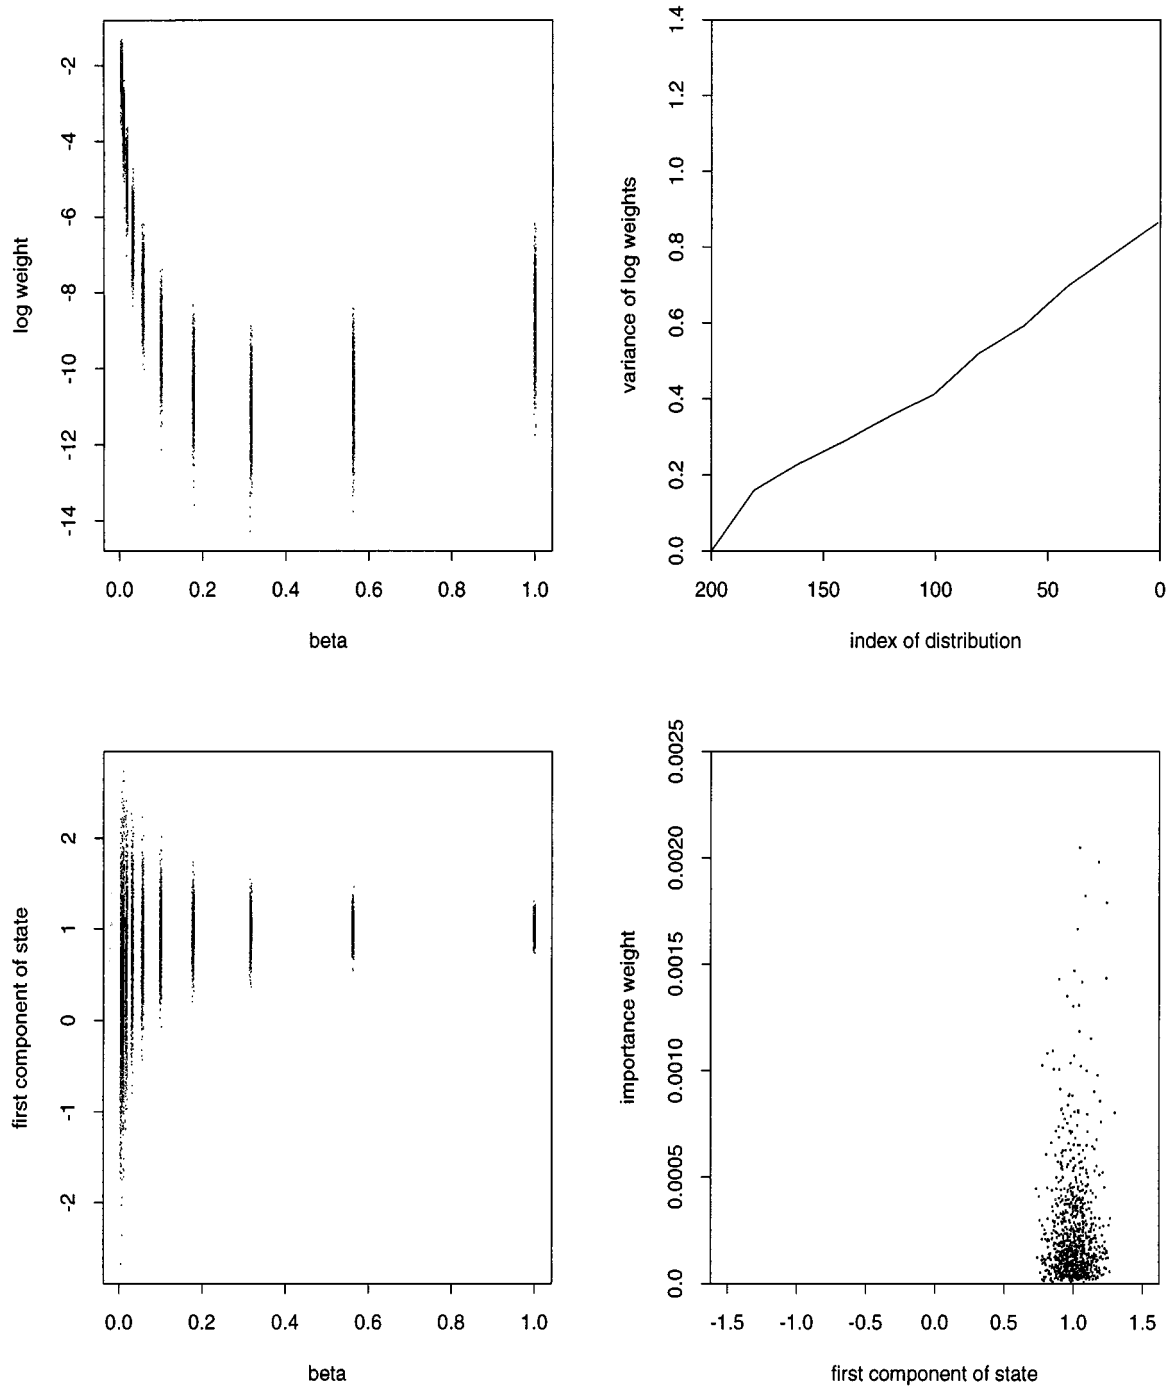 log weight
-2
-4
-6
-8
-10
-12
-14
0.0 0.2 0.4 0.6 0.8 1.0
beta
variance of log weights
1.4
1.2
1.0
0.8
0.6
0.4
0.2
0.0
200 150 100 50 0
index of distribution
first component of state
2
1
0
-1
-2
0.0 0.2 0.4 0.6 0.8 1.0
beta
importance weight
0.0025
0.0020
0.0015
0.0010
0.0005
0.0
-1.5 -1.0 -0.5 0.0 0.5 1.0 1.5
first component of state